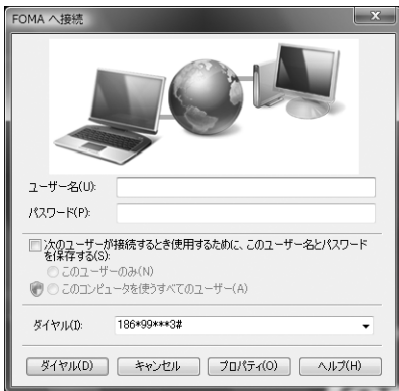 FOMA へ接続
ユーザー名(U):
パスワード(P):
次のユーザーが接続するとき使用するために、このユーザー名とパスワード
を保存する(S):
このユーザーのみ(N)
このコンピュータを使うすべてのユーザー(A)
ダイヤル(I): 186*99***3#
ダイヤル(D) キャンセル プロパティ(O) ヘルプ(H)